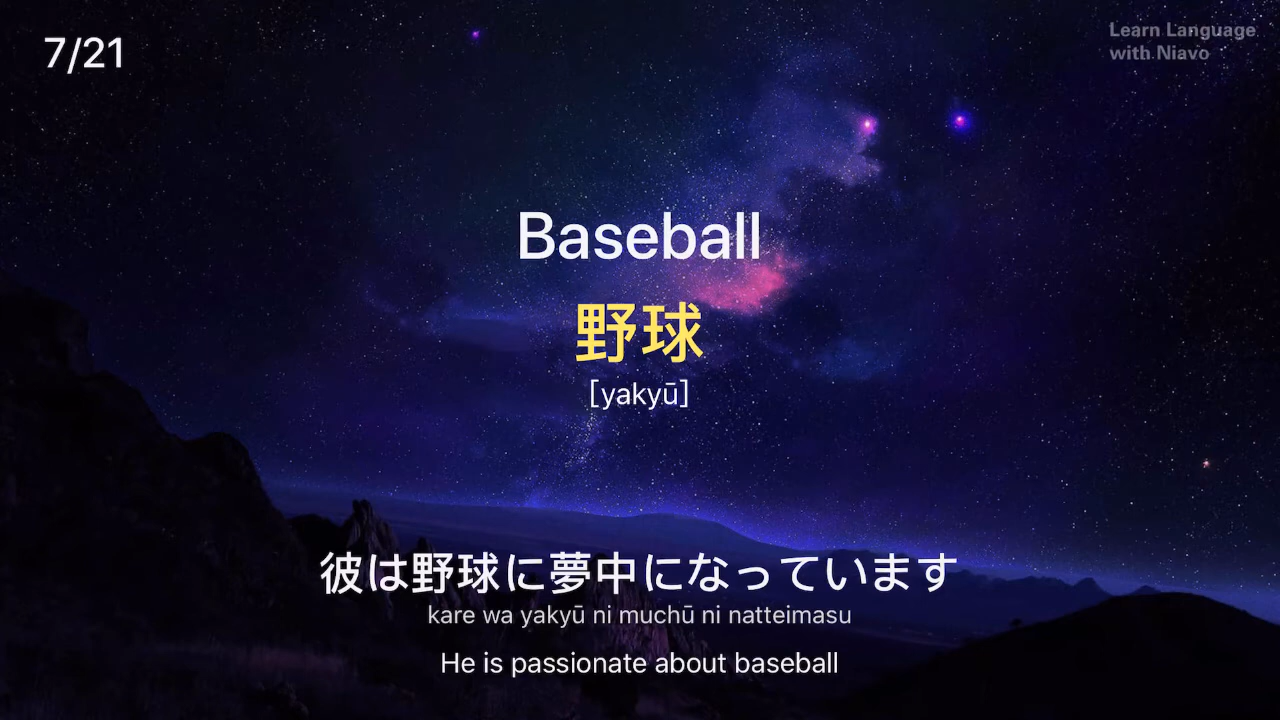 7/21
Learn Language
with Niavo
Baseball
野球
[yakyū]
彼は野球に夢中になっています
kare wa yakyū ni muchū ni natteimasu
He is passionate about baseball